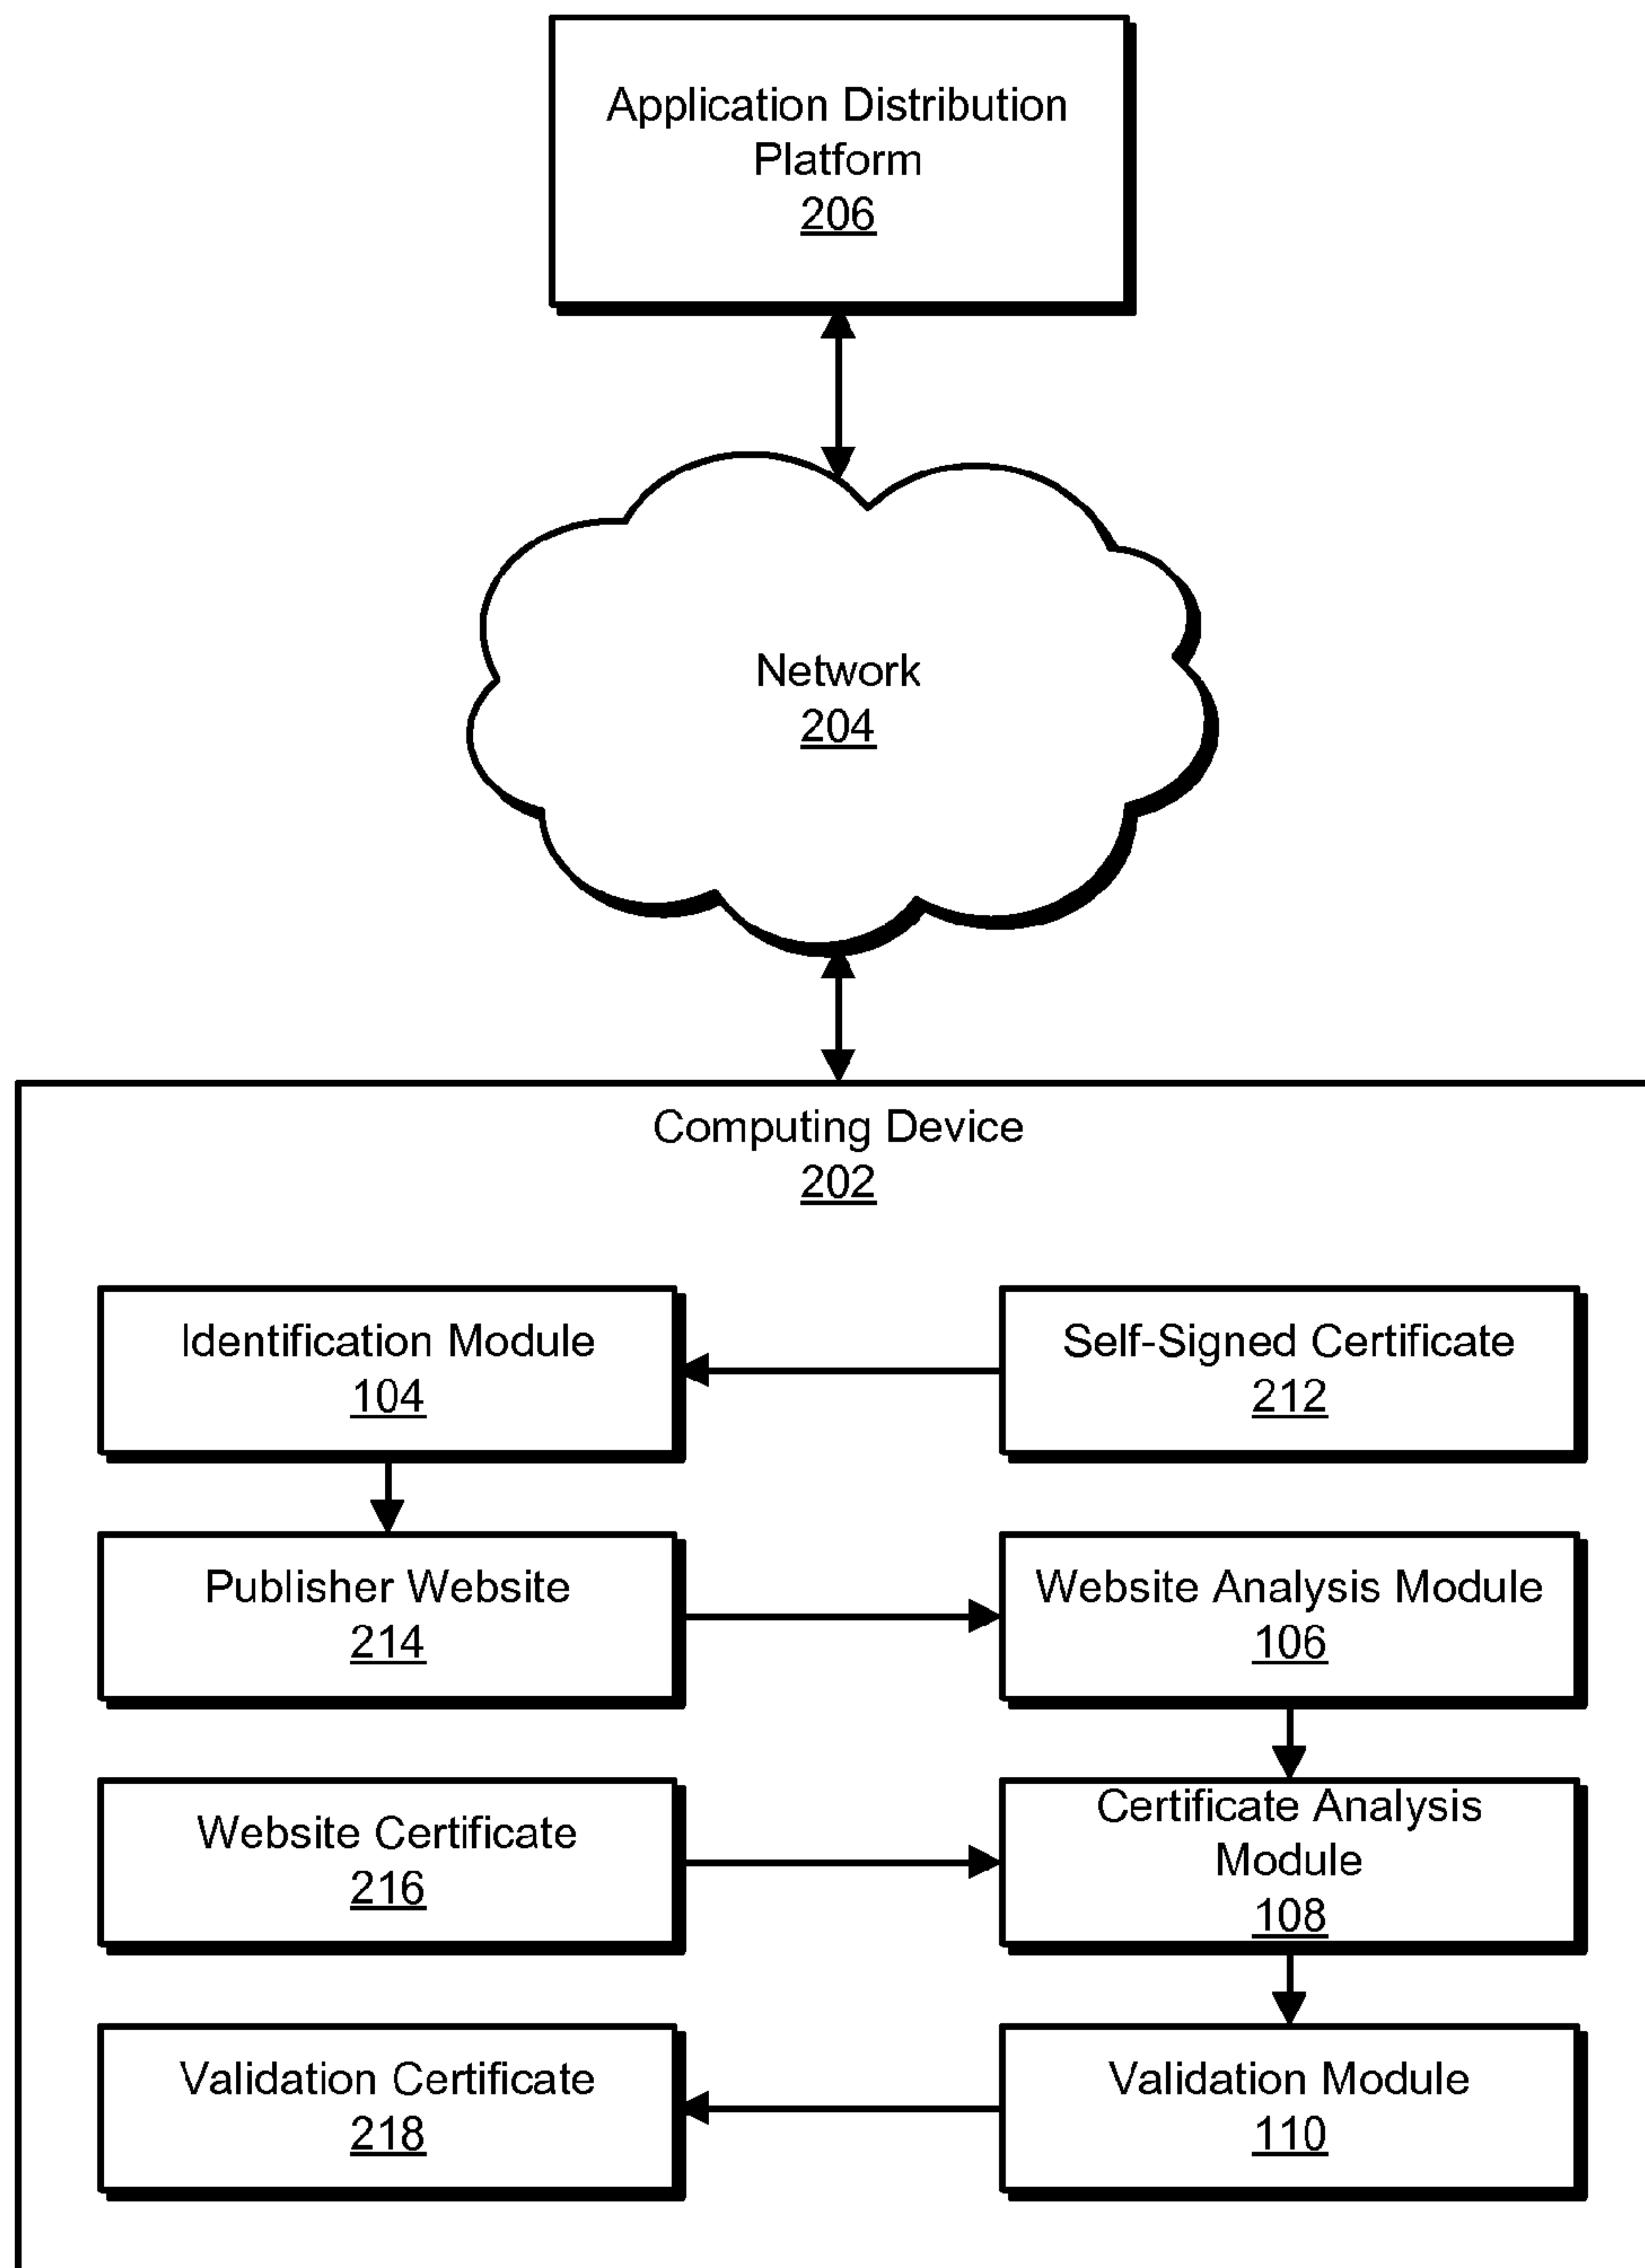 Application Distribution
Platform
206
Network
204
Computing Device
202
Identification Module
104
Self-Signed Certificate
212
Publisher Website
214
Website Analysis Module
106
Website Certificate
216
Certificate Analysis
Module
108
Validation Certificate
218
Validation Module
110